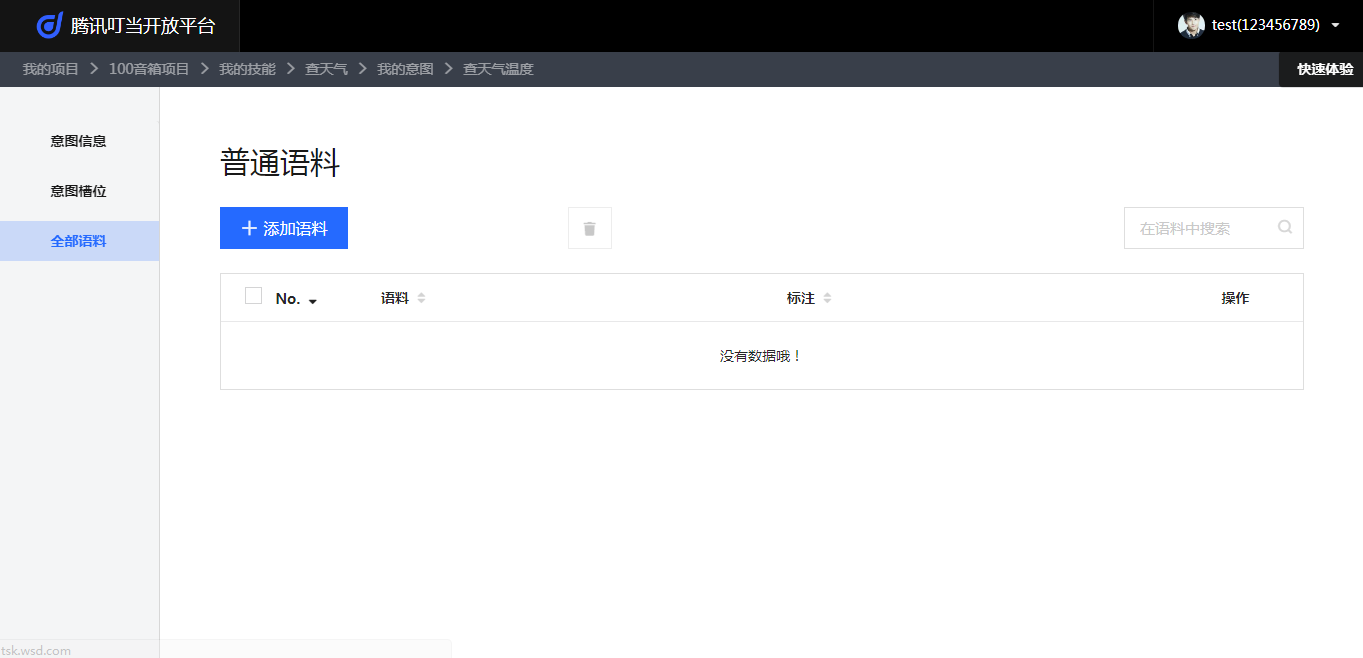 腾讯叮当开放平台
test(123456789)
我的项目 > 100音箱项目 > 我的技能 > 查天气 > 我的意图 > 查天气温度
快速体验
意图信息
意图槽位
全部语料
普通语料
+ 添加语料
在语料中搜索
No. 语料 标注 操作
没有数据哦！
tsk.wsd.com